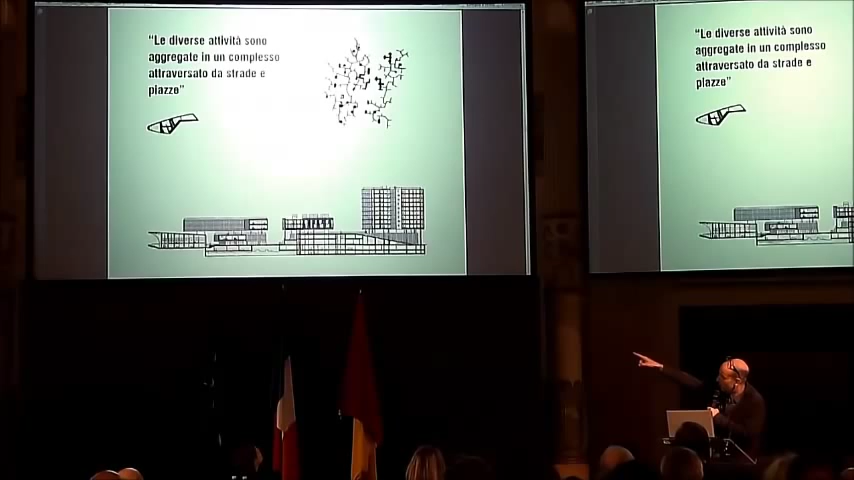 "Le diverse attività sono
aggregate in un complesso
attraversato da strade e
piazze"
"Le diverse attività sono
aggregate in un complesso
attraversato da strade e
piazze"